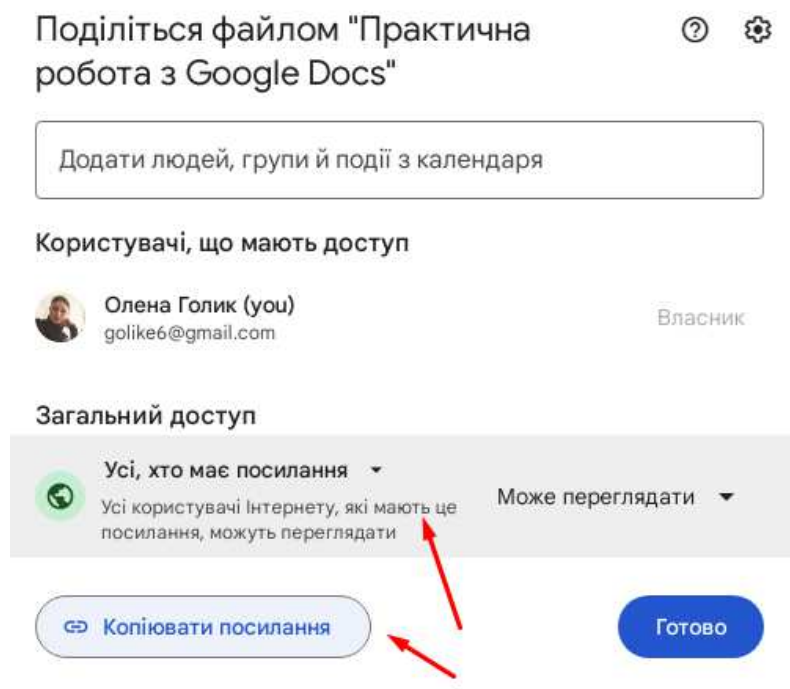 Поділіться файлом "Практична
робота з Google Docs"
Додати людей, групи й події з календаря
Користувачі, що мають доступ
Олена Голик (you)
golike6@gmail.com
Власник
Загальний доступ
Усі, хто має посилання
Усі користувачі Інтернету, які мають це
посилання, можуть переглядати
Може переглядати
Копіювати посилання
Готово